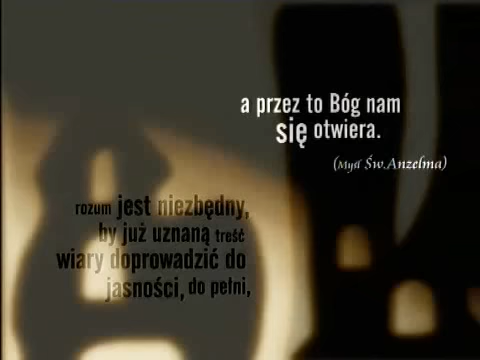 a przez to Bóg nam
się otwiera.
(Myśl Św.Anzelma)
rozum jest niezbędny,
by już uznaną treść
wiary doprowadzić do
jasności, do pełni,